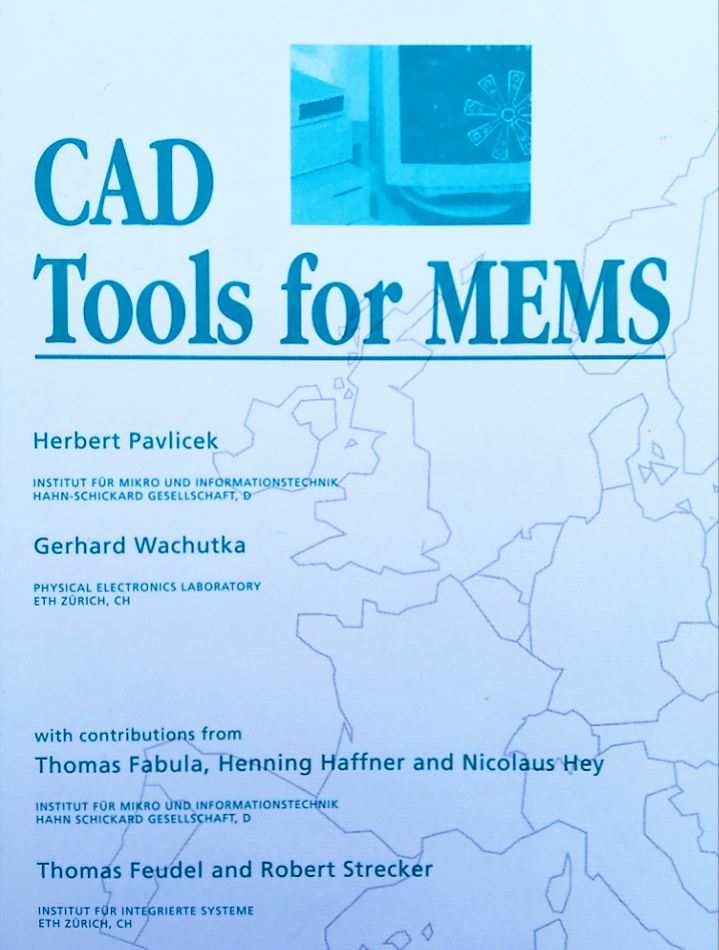 CAD
Tools for MEMS
Herbert Pavlicek
INSTITUT FÜR MIKRO UND INFORMATIONSTECHNIK
HAHN-SCHICKARD GESELLSCHAFT, D
Gerhard Wachutka
PHYSICAL ELECTRONICS LABORATORY
ETH ZÜRICH, CH
with contributions from
Thomas Fabula, Henning Haffner and Nicolaus Hey
INSTITUT FÜR MIKRO UND INFORMATIONSTECHNIK
HAHN SCHICKARD GESELLSCHAFT, D
Thomas Feudel and Robert Strecker
INSTITUT FÜR INTEGRIERTE SYSTEME
ETH ZÜRICH, CH